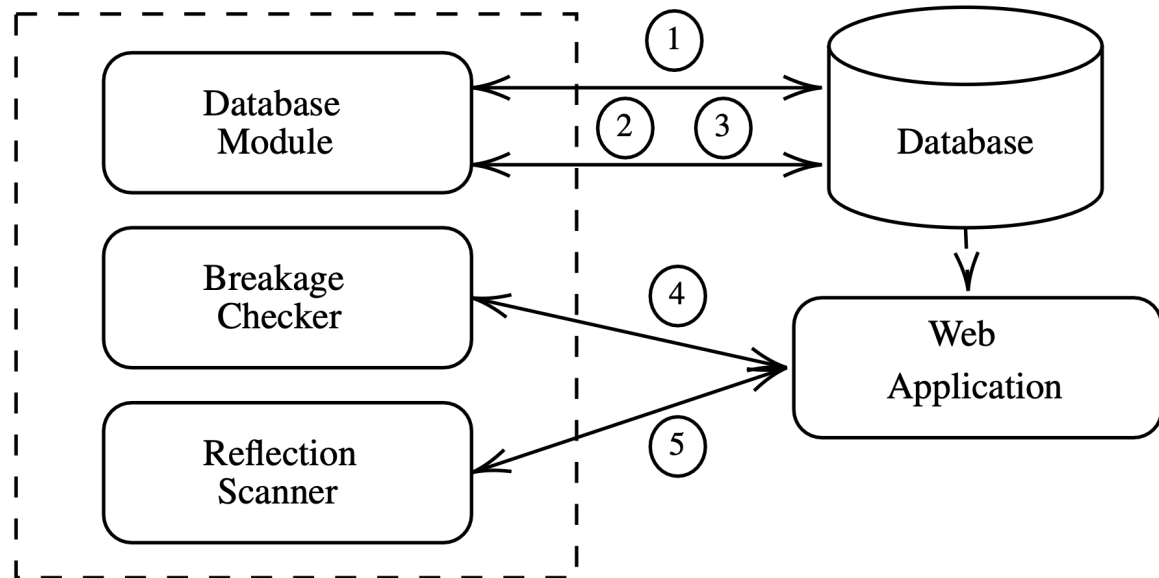 1
Database
Module
2
3
Database
Breakage
Checker
4
Web
Application
5
Reflection
Scanner